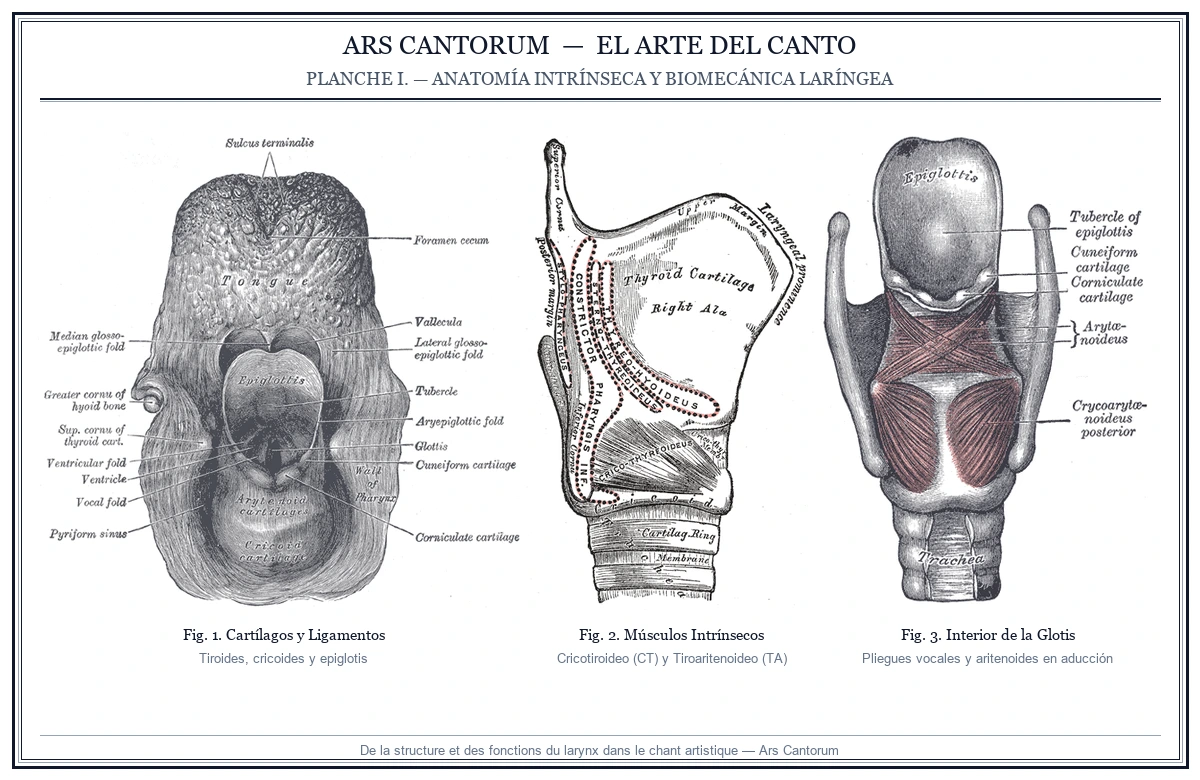 ARS CANTORUM — EL ARTE DEL CANTO
PLANCHE I. — ANATOMÍA INTRÍNSECA Y BIOMECÁNICA LARÍNGEA
Sulcus terminalis
Foramen cecum
Tongue
Vallecula
Median glosso-
epiglottic fold
Lateral glosso-
epiglottic fold
Epiglottis
Tubercle
Greater cornu of
hyoid bone
Aryepiglottic fold
Sup. cornu of
thyroid cart.
Glottis
Ventricular fold
Cuneiform cartilage
Ventricle
Wall
of
Pharynx
Vocal fold
Arytenoid
cartilages
Pyriform sinus
Corniculate cartilage
Cricoid
cartilage
Superior Cornu
Upper Margin
Laryngeal prominence
Posterior margin
Thyroid Cartilage
Right Ala
STYLO-PHARYNGEUS
CONSTRICTOR PHARYNGIS INF.
STERNO-THYREOIDEUS
THYREOHYOIDEUS
Inferior Cornu
CRICO-THYREOIDEUS
Cricoid
Cartilag. Ring
Membrane
Epiglottis
Tubercle of
epiglottis
Cuneiform
cartilage
Corniculate
cartilage
Arytæ-
noideus
Crycoarytæ-
noideus
posterior
Trachea
Fig. 1. Cartílagos y Ligamentos
Tiroides, cricoides y epiglotis
Fig. 2. Músculos Intrínsecos
Cricotiroideo (CT) y Tiroaritenoideo (TA)
Fig. 3. Interior de la Glotis
Pliegues vocales y aritenoides en aducción
De la structure et des fonctions du larynx dans le chant artistique — Ars Cantorum